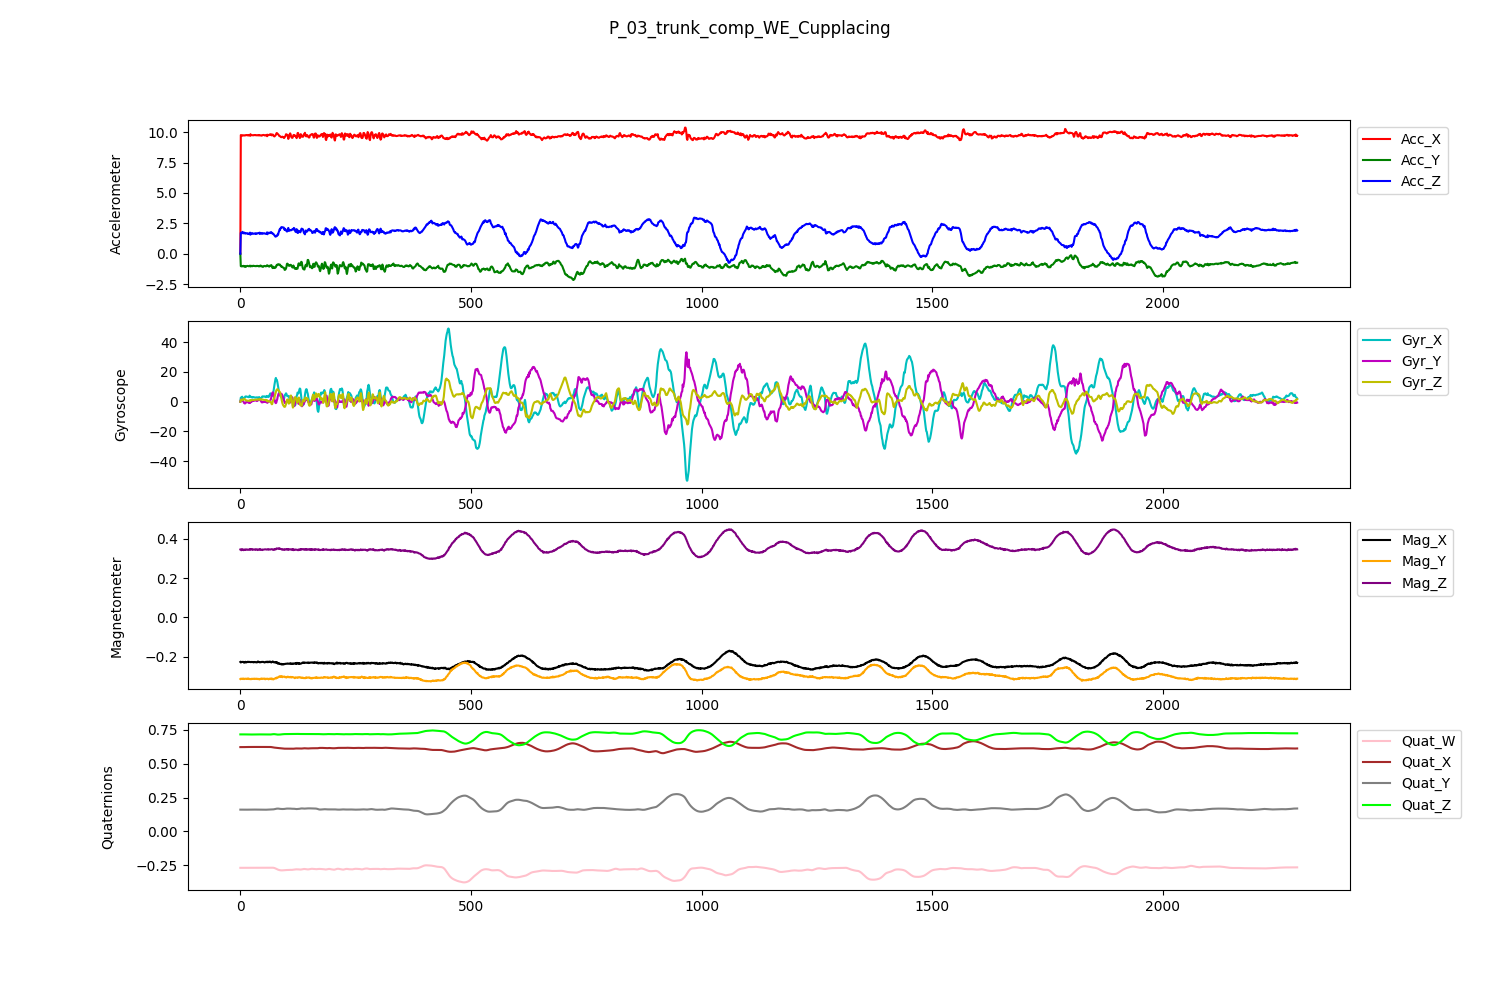 P_03_trunk_comp_WE_Cupplacing
Accelerometer
10.0
7.5
5.0
2.5
0.0
−2.5
0 500 1000 1500 2000
Acc_X
Acc_Y
Acc_Z
Gyroscope
40
20
0
−20
−40
0 500 1000 1500 2000
Gyr_X
Gyr_Y
Gyr_Z
Magnetometer
0.4
0.2
0.0
−0.2
0 500 1000 1500 2000
Mag_X
Mag_Y
Mag_Z
Quaternions
0.75
0.50
0.25
0.00
−0.25
0 500 1000 1500 2000
Quat_W
Quat_X
Quat_Y
Quat_Z